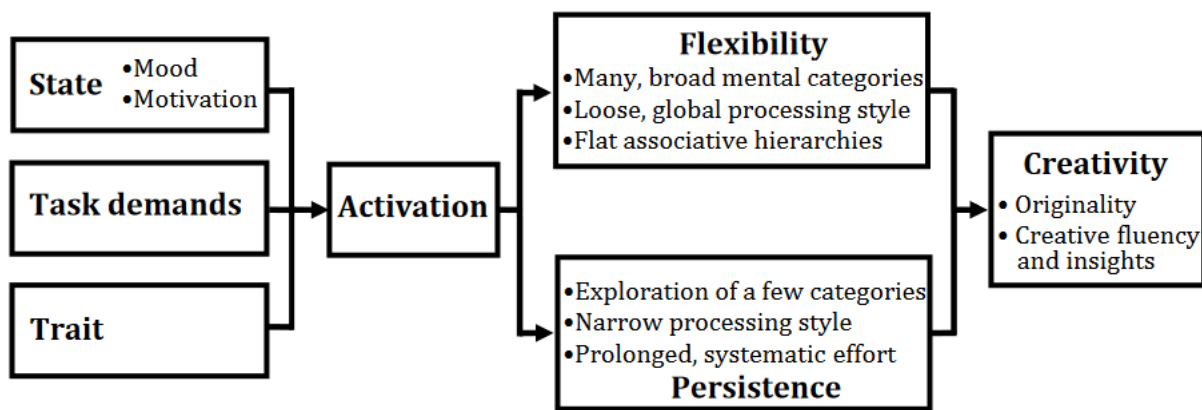 State
•Mood
•Motivation
Task demands
Trait
Activation
Flexibility
•Many, broad mental categories
•Loose, global processing style
•Flat associative hierarchies
•Exploration of a few categories
•Narrow processing style
•Prolonged, systematic effort
Persistence
Creativity
• Originality
• Creative fluency
and insights